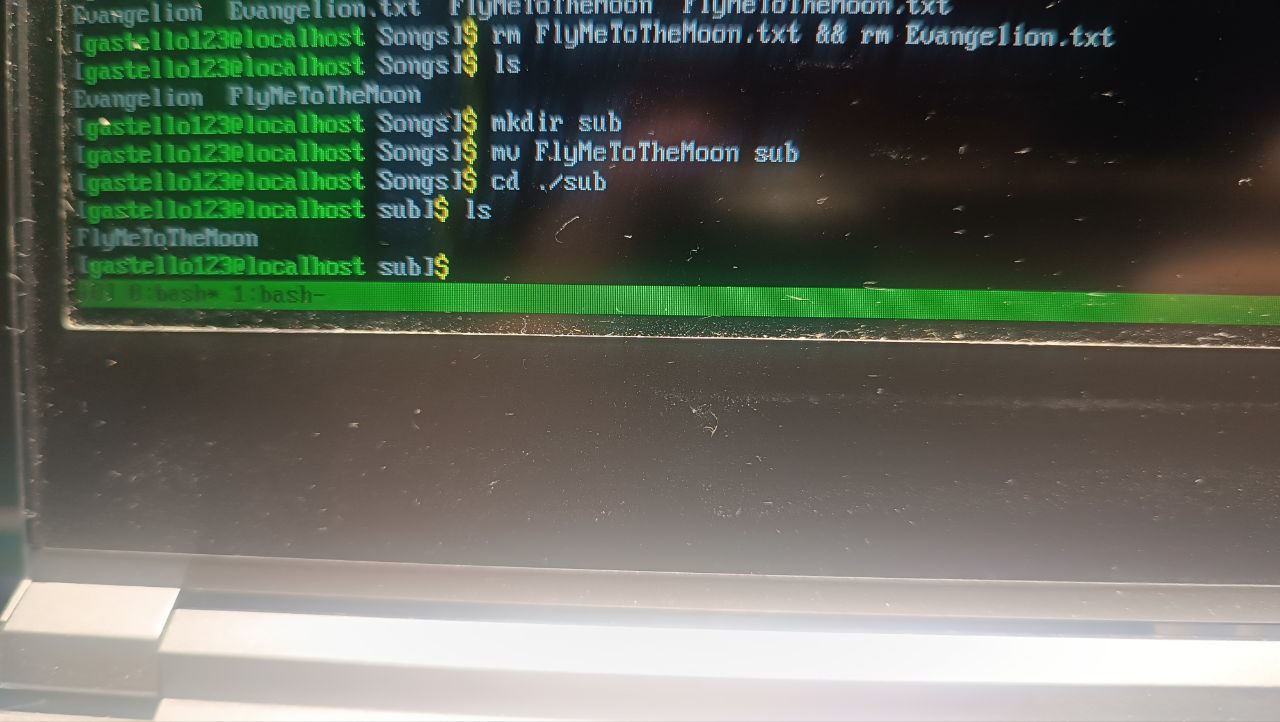 Evangelion  Evangelion.txt  FlyMeToTheMoon  FlyMeToTheMoon.txt
[gastello123@localhost Songs]$ rm FlyMeToTheMoon.txt && rm Evangelion.txt
[gastello123@localhost Songs]$ ls
Evangelion  FlyMeToTheMoon
[gastello123@localhost Songs]$ mkdir sub
[gastello123@localhost Songs]$ mv FlyMeToTheMoon sub
[gastello123@localhost Songs]$ cd ./sub
[gastello123@localhost sub]$ ls
FlyMeToTheMoon
[gastello123@localhost sub]$
0:bash* 1:bash-